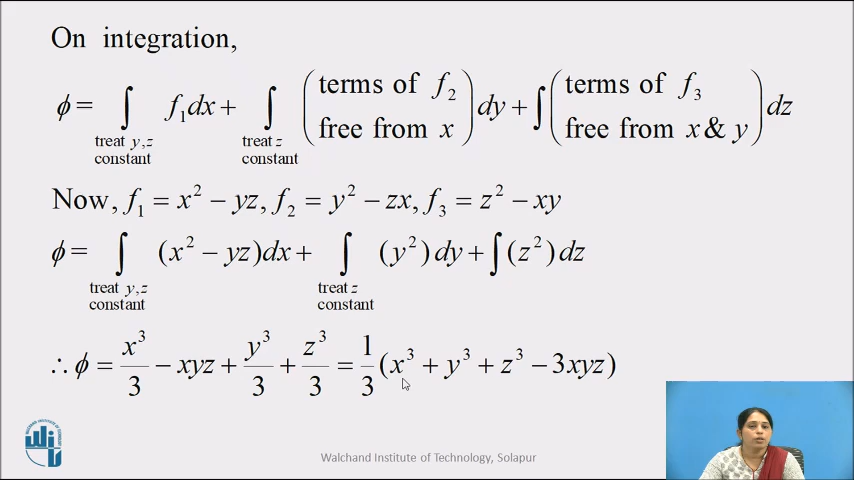 On integration,
ϕ = ∫ f₁dx + ∫ (terms of f₂ free from x) dy + ∫ (terms of f₃ free from x & y) dz
treat y,z constant treat z constant
Now, f₁ = x² − yz, f₂ = y² − zx, f₃ = z² − xy
ϕ = ∫ (x² − yz)dx + ∫ (y²) dy + ∫ (z²) dz
treat y,z constant treat z constant
∴ ϕ = x³/3 − xyz + y³/3 + z³/3 = 1/3 (x³ + y³ + z³ − 3xyz)
Walchand Institute of Technology, Solapur